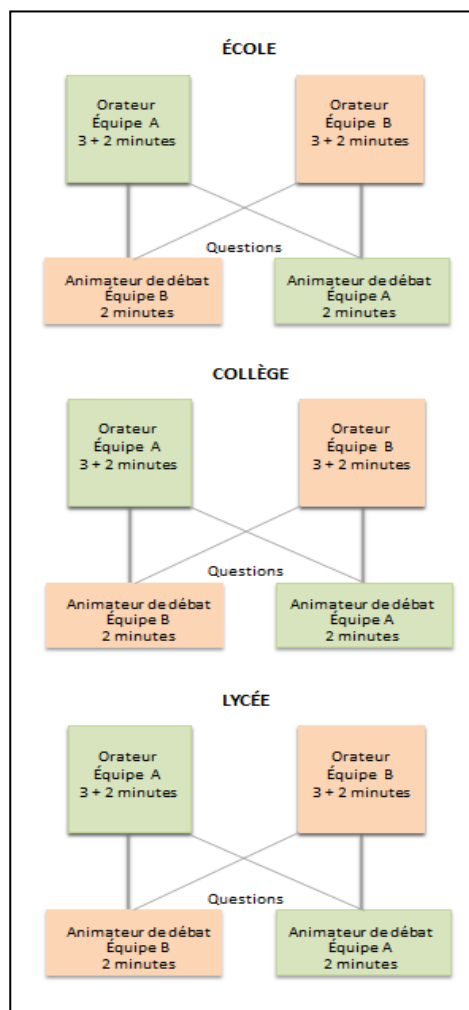 ÉCOLE
Orateur
Équipe A
3 + 2 minutes
Orateur
Équipe B
3 + 2 minutes
Questions
Animateur de débat
Équipe B
2 minutes
Animateur de débat
Équipe A
2 minutes
COLLÈGE
Orateur
Équipe A
3 + 2 minutes
Orateur
Équipe B
3 + 2 minutes
Questions
Animateur de débat
Équipe B
2 minutes
Animateur de débat
Équipe A
2 minutes
LYCÉE
Orateur
Équipe A
3 + 2 minutes
Orateur
Équipe B
3 + 2 minutes
Questions
Animateur de débat
Équipe B
2 minutes
Animateur de débat
Équipe A
2 minutes